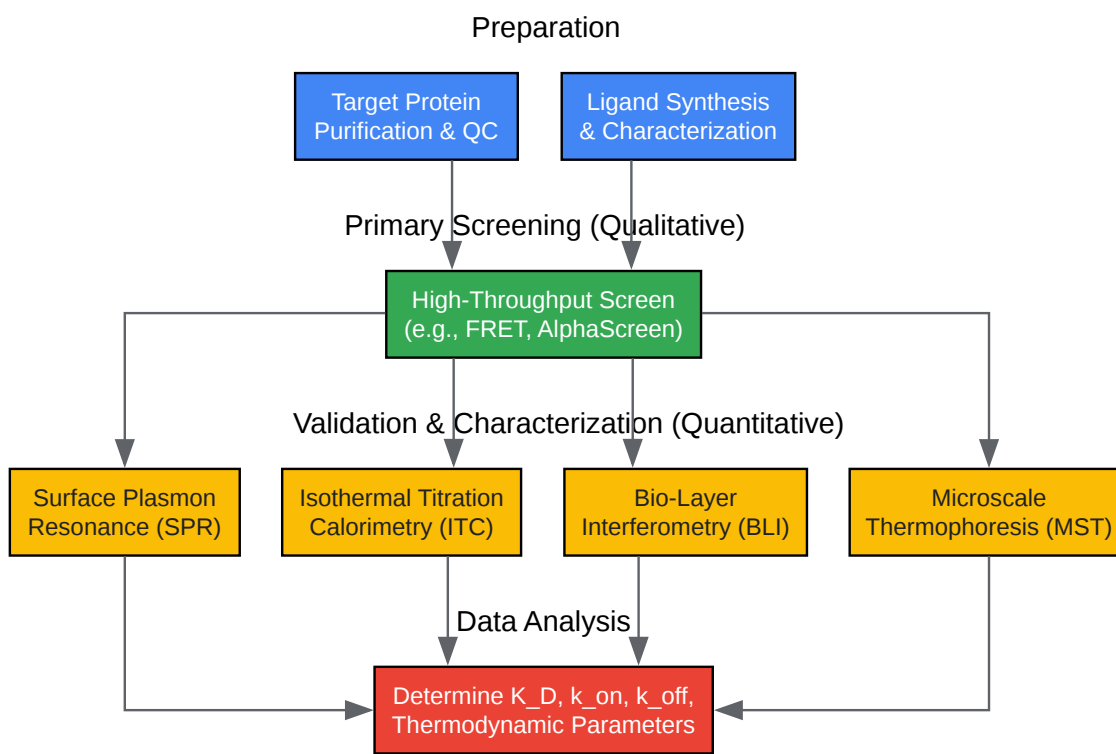 Preparation
Target Protein
Purification & QC
Ligand Synthesis
& Characterization
Primary Screening (Qualitative)
High-Throughput Screen
(e.g., FRET, AlphaScreen)
Validation & Characterization (Quantitative)
Surface Plasmon
Resonance (SPR)
Isothermal Titration
Calorimetry (ITC)
Bio-Layer
Interferometry (BLI)
Microscale
Thermophoresis (MST)
Data Analysis
Determine K_D, k_on, k_off,
Thermodynamic Parameters